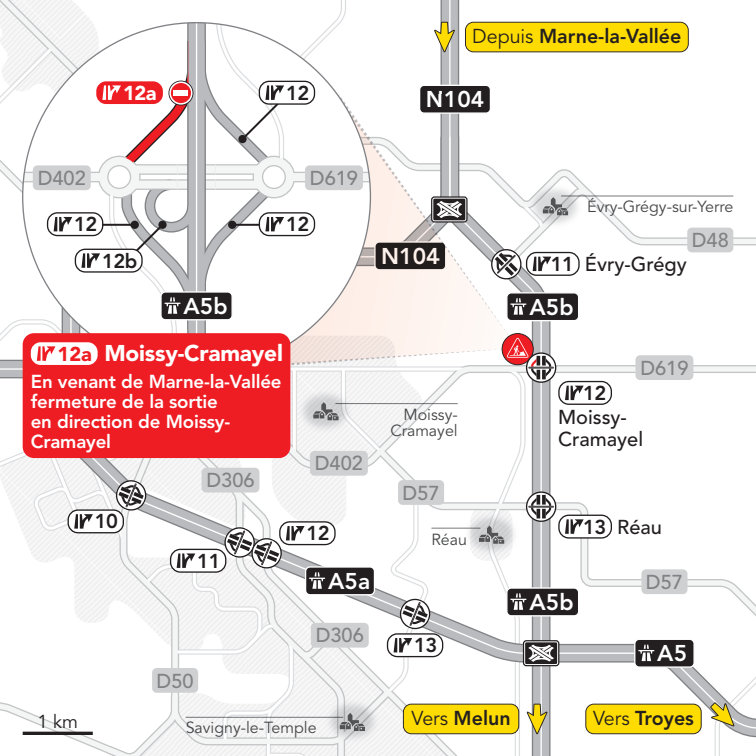 Depuis Marne-la-Vallée
12a
12
N104
D402
D619
Évry-Grégy-sur-Yerre
12
12
D48
12b
N104
11 Évry-Grégy
A5b
A5b
12a Moissy-Cramayel
En venant de Marne-la-Vallée
fermeture de la sortie
en direction de Moissy-
Cramayel
D619
12
Moissy-
Cramayel
Moissy-
Cramayel
D402
D306
D57
10
12
13 Réau
Réau
11
A5a
D57
A5b
13
D306
A5
D50
1 km
Savigny-le-Temple
Vers Melun
Vers Troyes